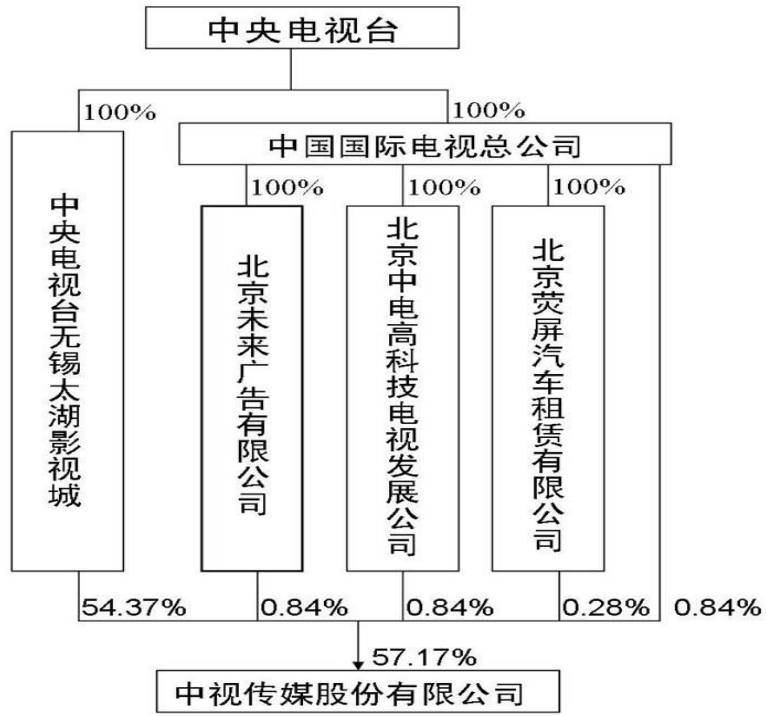 中央电视台
100%
100%
中国国际电视总公司
100%
100%
100%
中央电视台无锡太湖影视城
北京未来广告有限公司
北京中电高科技电视发展公司
北京荧屏汽车租赁有限公司
54.37%
0.84%
0.84%
0.28%
0.84%
57.17%
中视传媒股份有限公司